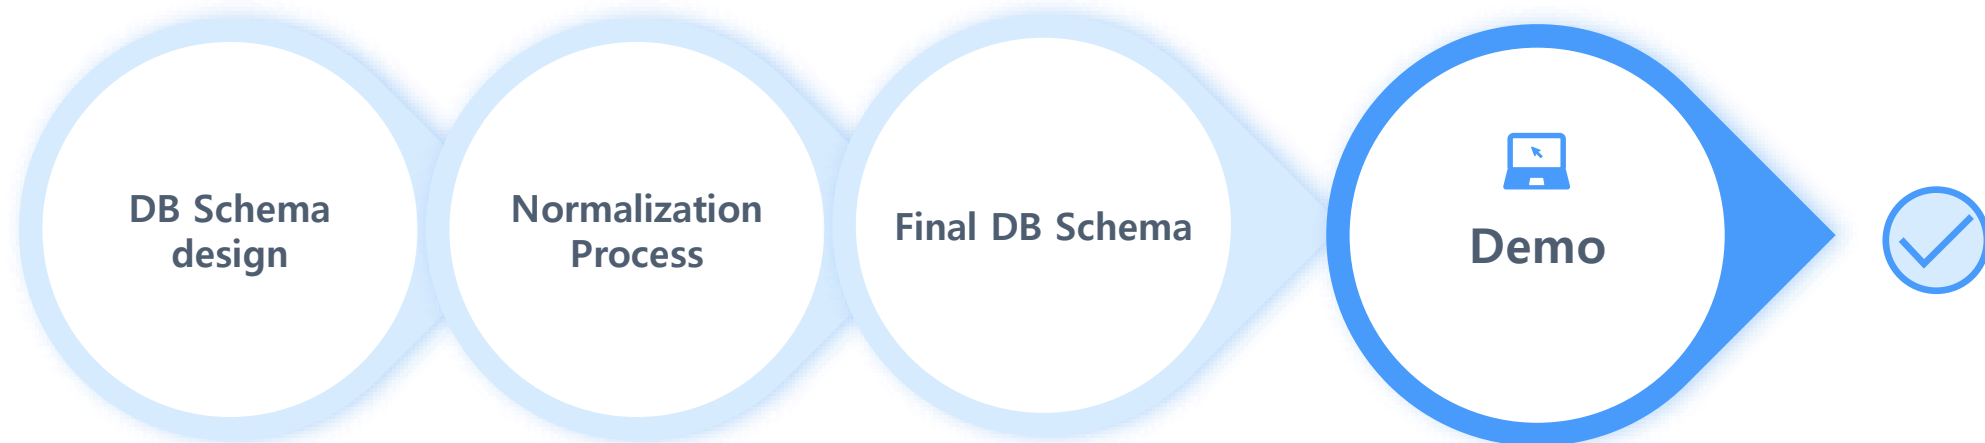 DB Schema
design
Normalization
Process
Final DB Schema
Demo